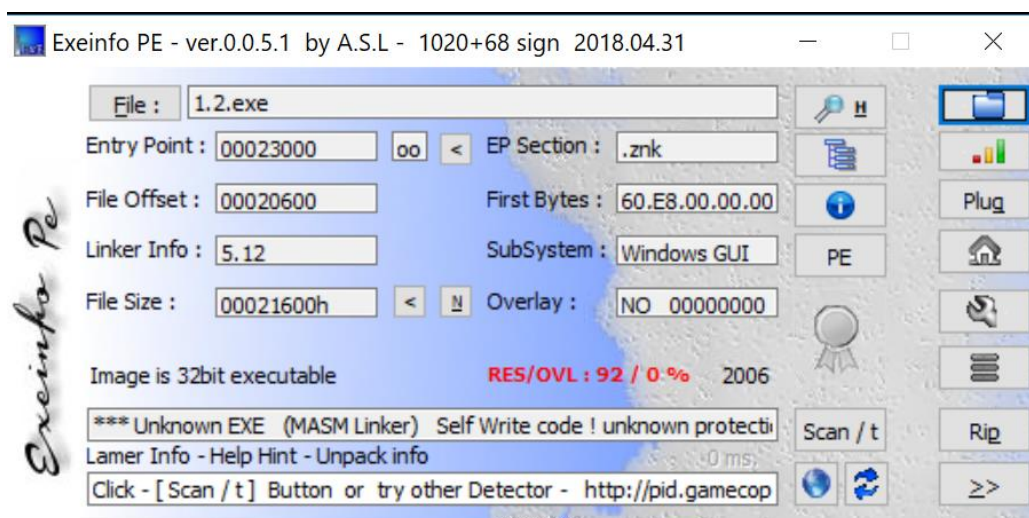 Exeinfo PE - ver.0.0.5.1 by A.S.L - 1020+68 sign 2018.04.31
Exeinfo Pe
File : 1.2.exe H
Entry Point : 00023000 oo < EP Section : .znk
File Offset : 00020600 First Bytes : 60.E8.00.00.00 Plug
Linker Info : 5.12 SubSystem : Windows GUI PE
File Size : 00021600h < N Overlay : NO 00000000
Image is 32bit executable RES/OVL : 92 / 0 % 2006
*** Unknown EXE (MASM Linker) Self Write code ! unknown protecti Scan / t Rip
Lamer Info - Help Hint - Unpack info 0 ms.
Click - [ Scan / t ] Button or try other Detector - http://pid.gamecop >>